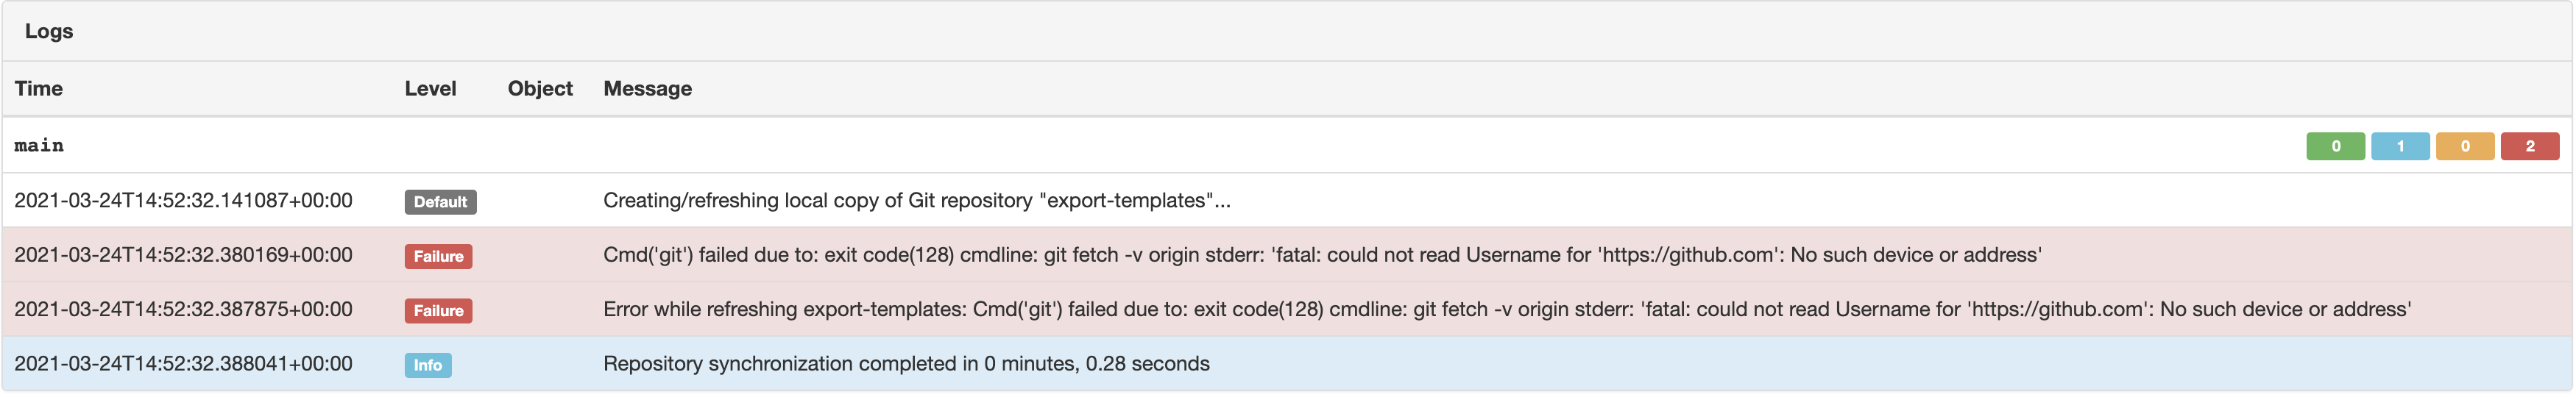 Logs
Time Level Object Message
main 0 1 0 2
2021-03-24T14:52:32.141087+00:00 Default Creating/refreshing local copy of Git repository "export-templates"...
2021-03-24T14:52:32.380169+00:00 Failure Cmd('git') failed due to: exit code(128) cmdline: git fetch -v origin stderr: 'fatal: could not read Username for 'https://github.com': No such device or address'
2021-03-24T14:52:32.387875+00:00 Failure Error while refreshing export-templates: Cmd('git') failed due to: exit code(128) cmdline: git fetch -v origin stderr: 'fatal: could not read Username for 'https://github.com': No such device or address'
2021-03-24T14:52:32.388041+00:00 Info Repository synchronization completed in 0 minutes, 0.28 seconds